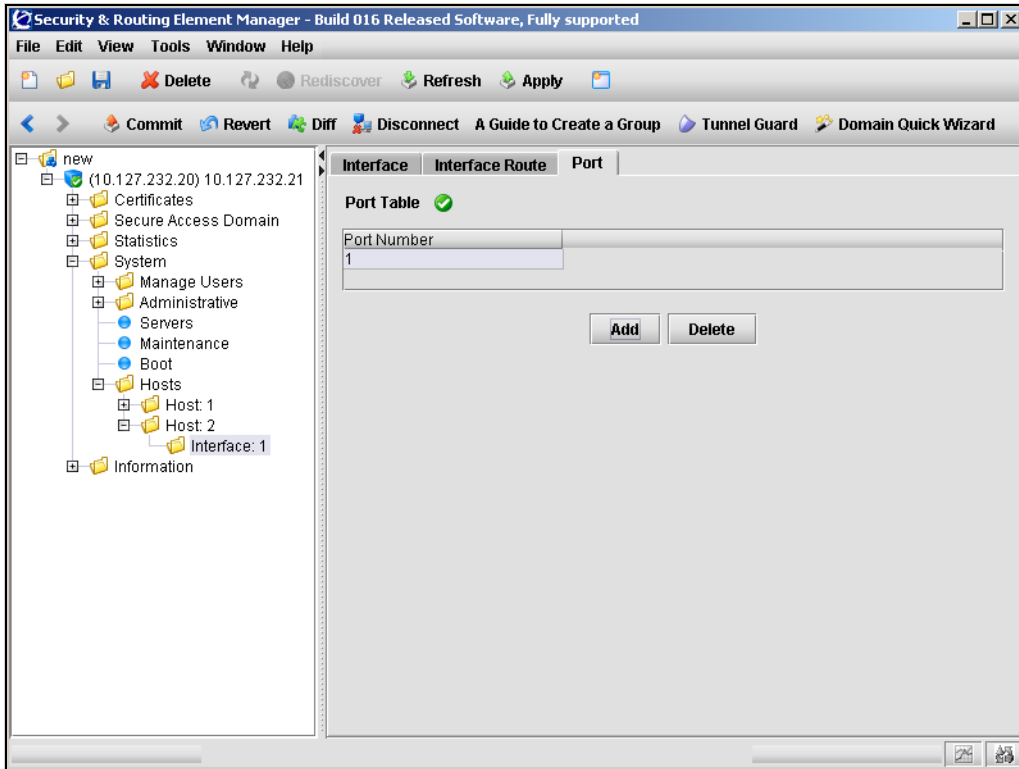 Security & Routing Element Manager - Build 016 Released Software, Fully supported
File Edit View Tools Window Help
Delete Rediscover Refresh Apply
Commit Revert Diff Disconnect A Guide to Create a Group Tunnel Guard Domain Quick Wizard
new
(10.127.232.20) 10.127.232.21
Certificates
Secure Access Domain
Statistics
System
Manage Users
Administrative
Servers
Maintenance
Boot
Hosts
Host: 1
Host: 2
Interface: 1
Information
Interface Interface Route Port
Port Table
Port Number
1
Add Delete